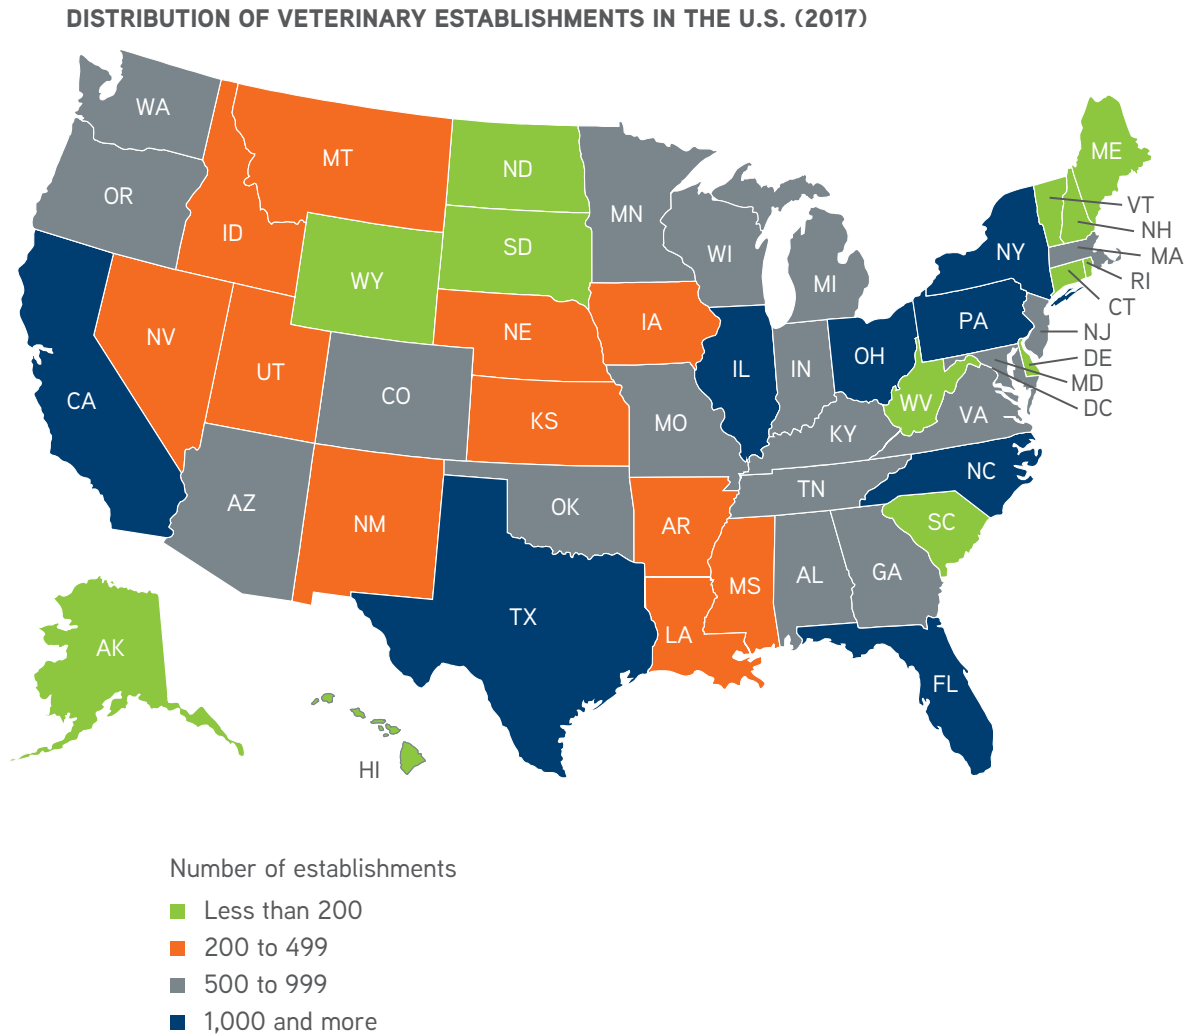 DISTRIBUTION OF VETERINARY ESTABLISHMENTS IN THE U.S. (2017)
WA
MT
ND
ME
OR
MN
VT
ID
SD
WI
NY
NH
MA
WY
MI
RI
CT
NV
NE
IA
PA
NJ
UT
IL
IN
OH
DE
CA
CO
MD
KS
MO
WV
DC
KY
VA
AZ
NM
OK
AR
TN
NC
SC
TX
MS
AL
GA
AK
LA
FL
HI
Number of establishments
Less than 200
200 to 499
500 to 999
1,000 and more